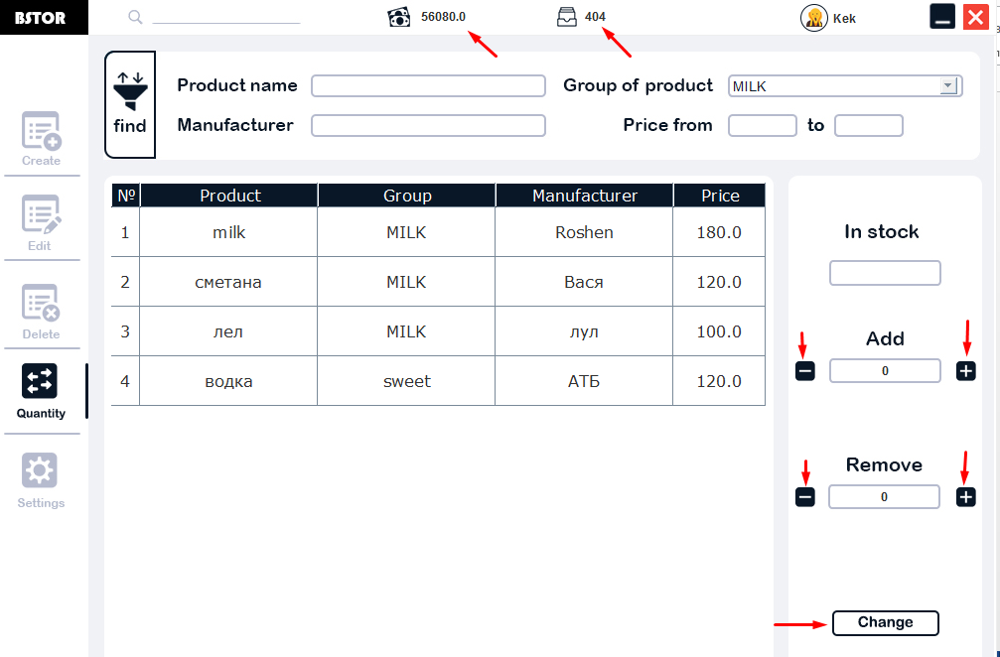 BSTOR
56080.0
404
Kek
find
Product name
Group of product
MILK
Manufacturer
Price from
to
Create
Edit
Delete
Quantity
Settings
№ Product Group Manufacturer Price
1 milk MILK Roshen 180.0
2 сметана MILK Вася 120.0
3 лел MILK лул 100.0
4 водка sweet АТБ 120.0
In stock
Add
0
Remove
0
Change